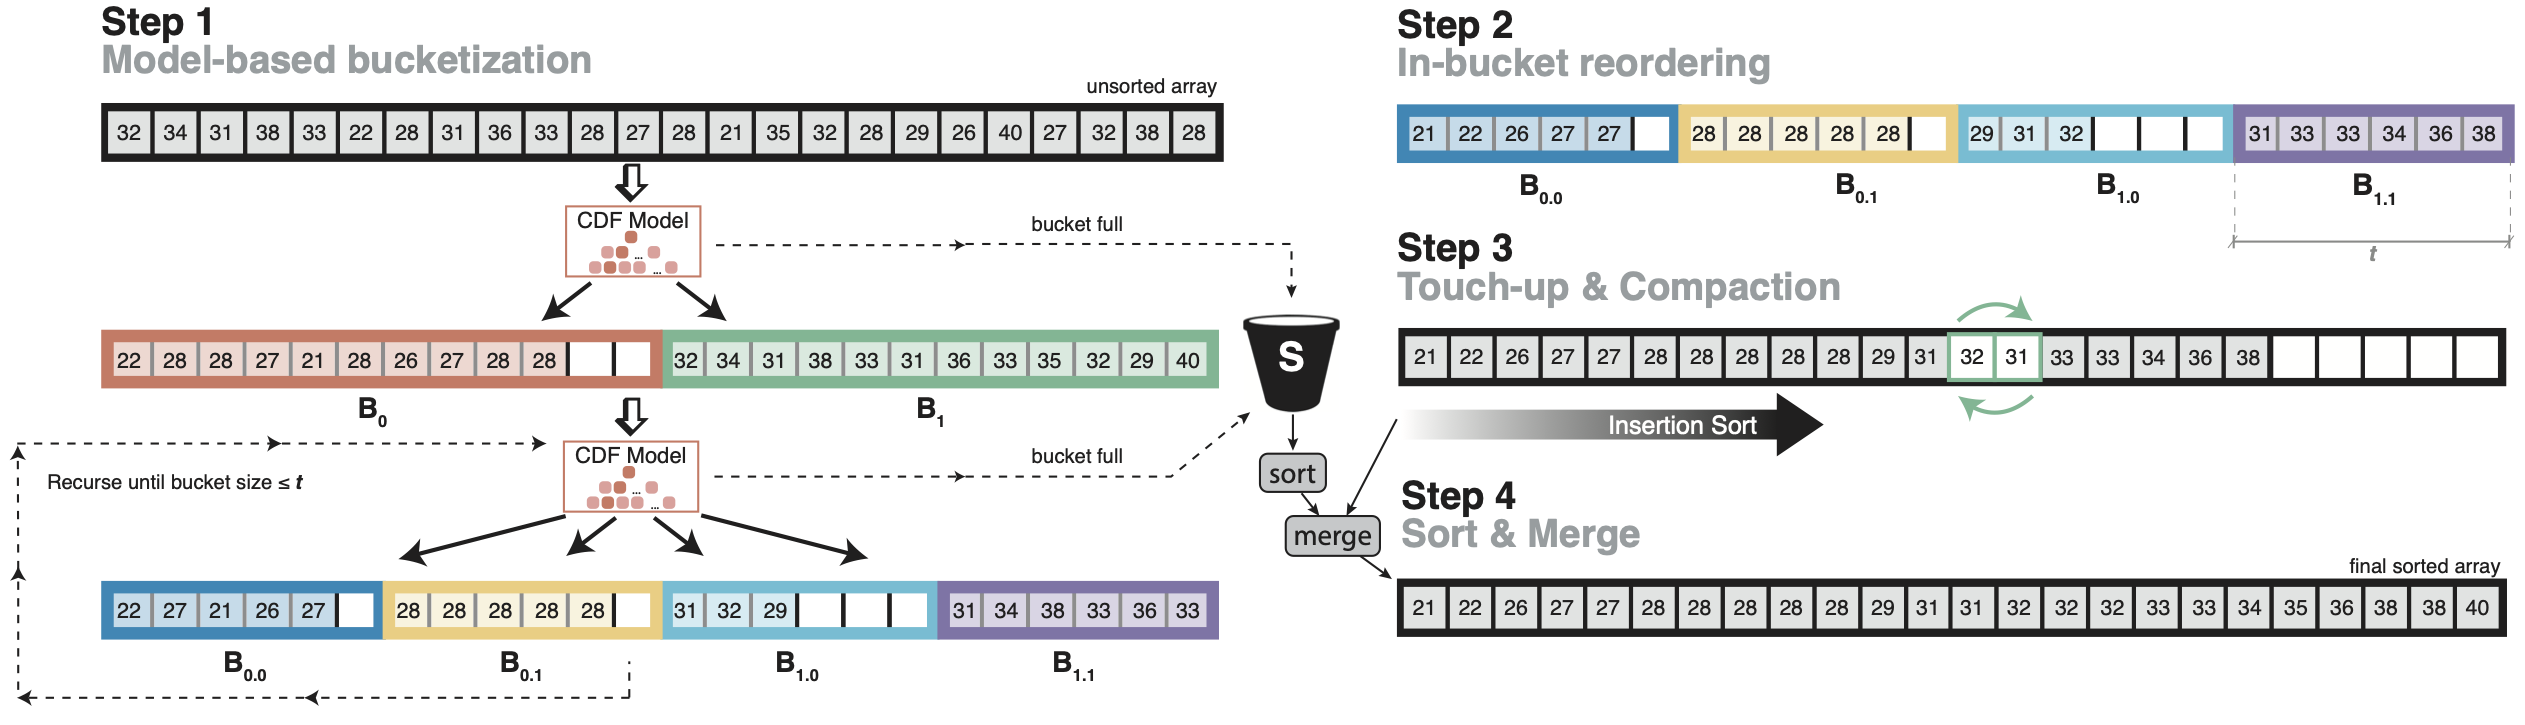 Step 1
Model-based bucketization
unsorted array
32 34 31 38 33 22 28 31 36 33 28 27 28 21 35 32 28 29 26 40 27 32 38 28
CDF Model
... ...
bucket full
22 28 28 27 21 28 26 27 28 28
32 34 31 38 33 31 36 33 35 32 29 40
B0
B1
S
Recurse until bucket size ≤ t
CDF Model
... ...
bucket full
sort
merge
22 27 21 26 27
28 28 28 28 28
31 32 29
31 34 38 33 36 33
B0.0
B0.1
B1.0
B1.1
Step 2
In-bucket reordering
21 22 26 27 27
28 28 28 28 28
29 31 32
31 33 33 34 36 38
B0.0
B0.1
B1.0
B1.1
t
Step 3
Touch-up & Compaction
21 22 26 27 27 28 28 28 28 28 29 31 32 31 33 33 34 36 38
Insertion Sort
Step 4
Sort & Merge
final sorted array
21 22 26 27 27 28 28 28 28 28 29 31 31 32 32 32 33 33 34 35 36 38 38 40